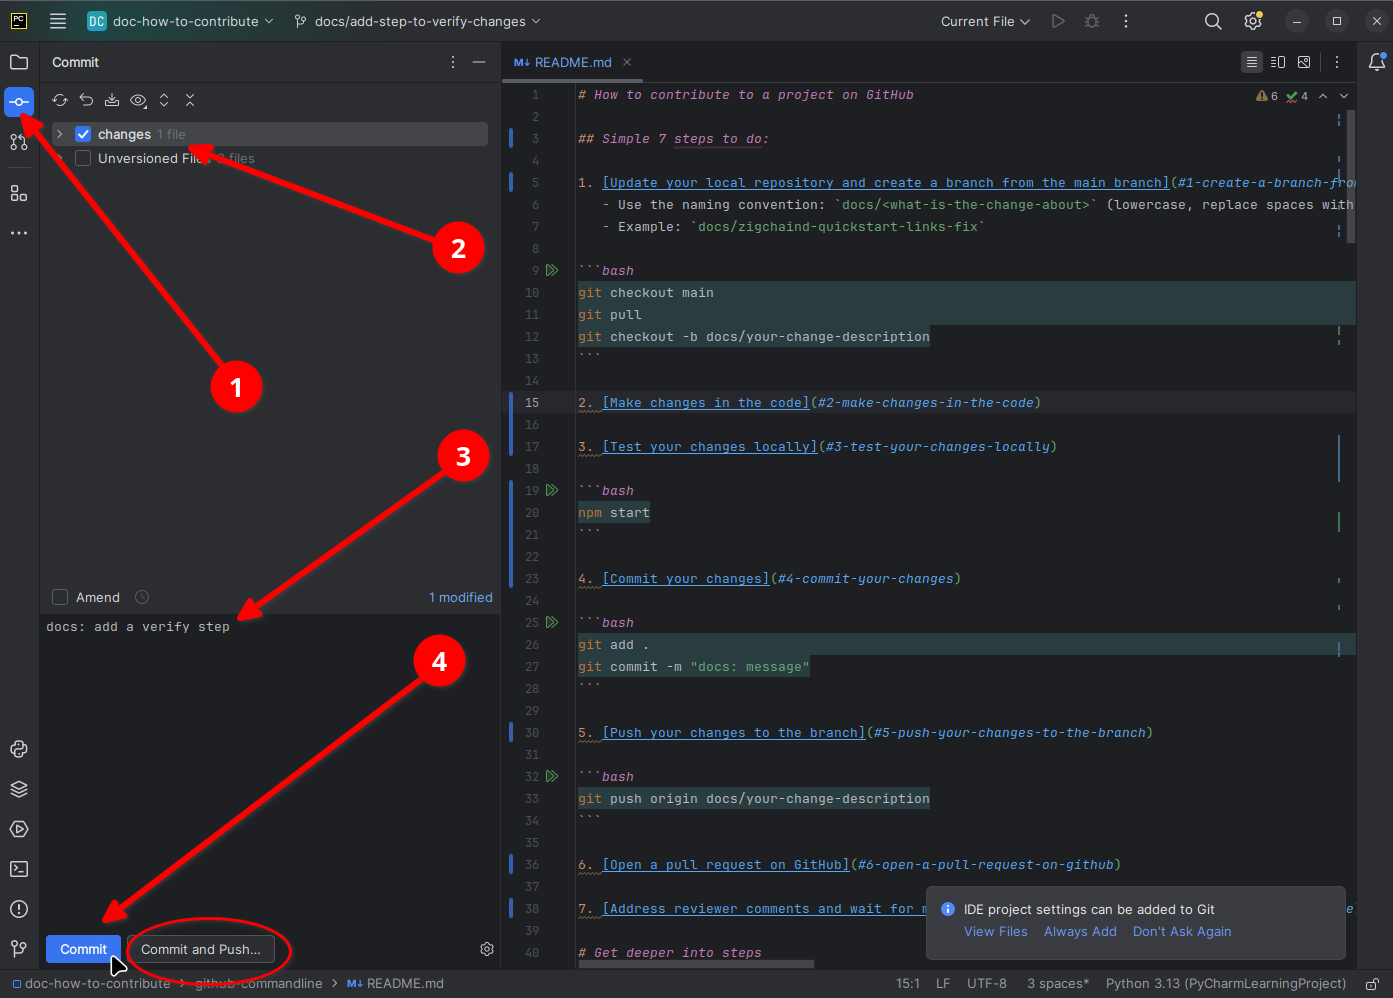 PC
DC doc-how-to-contribute
docs/add-step-to-verify-changes
Current File
Commit
changes 1 file
Unversioned Fi files
1
2
3
4
Amend
1 modified
docs: add a verify step
Commit
Commit and Push...
M↓ README.md
6 4
1 # How to contribute to a project on GitHub
2
3 ## Simple 7 steps to do:
4
5 1. [Update your local repository and create a branch from the main branch](#1-create-a-branch-fro
6 - Use the naming convention: `docs/<what-is-the-change-about>` (lowercase, replace spaces with
7 - Example: `docs/zigchaind-quickstart-links-fix`
8
9 ```bash
10 git checkout main
11 git pull
12 git checkout -b docs/your-change-description
13 ```
14
15 2. [Make changes in the code](#2-make-changes-in-the-code)
16
17 3. [Test your changes locally](#3-test-your-changes-locally)
18
19 ```bash
20 npm start
21 ```
22
23 4. [Commit your changes](#4-commit-your-changes)
24
25 ```bash
26 git add .
27 git commit -m "docs: message"
28 ```
29
30 5. [Push your changes to the branch](#5-push-your-changes-to-the-branch)
31
32 ```bash
33 git push origin docs/your-change-description
34 ```
35
36 6. [Open a pull request on GitHub](#6-open-a-pull-request-on-github)
37
38 7. [Address reviewer comments and wait for
39
40 # Get deeper into steps
IDE project settings can be added to Git
View Files Always Add Don't Ask Again
doc-how-to-contribute > github-commandline > M↓ README.md
15:1 LF UTF-8 3 spaces* Python 3.13 (PyCharmLearningProject)